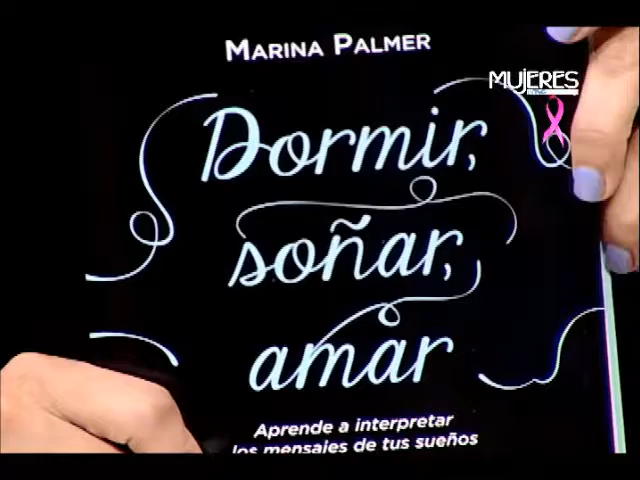 MARINA PALMER
MUJERES
Dormir,
soñar,
amar
Aprende a interpretar
los mensajes de tus sueños